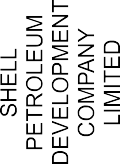 SHELL
PETROLEUM
DEVELOPMENT
COMPANY
LIMITED